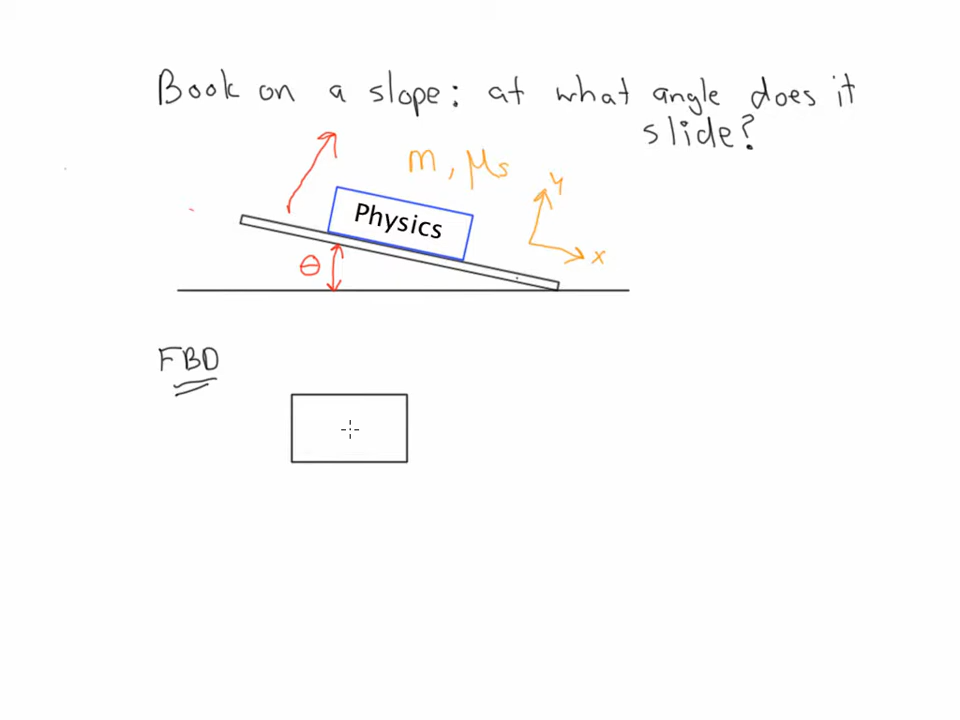 Book on a slope: at what angle does it
slide?
m, μs
y
Physics
x
θ
FBD